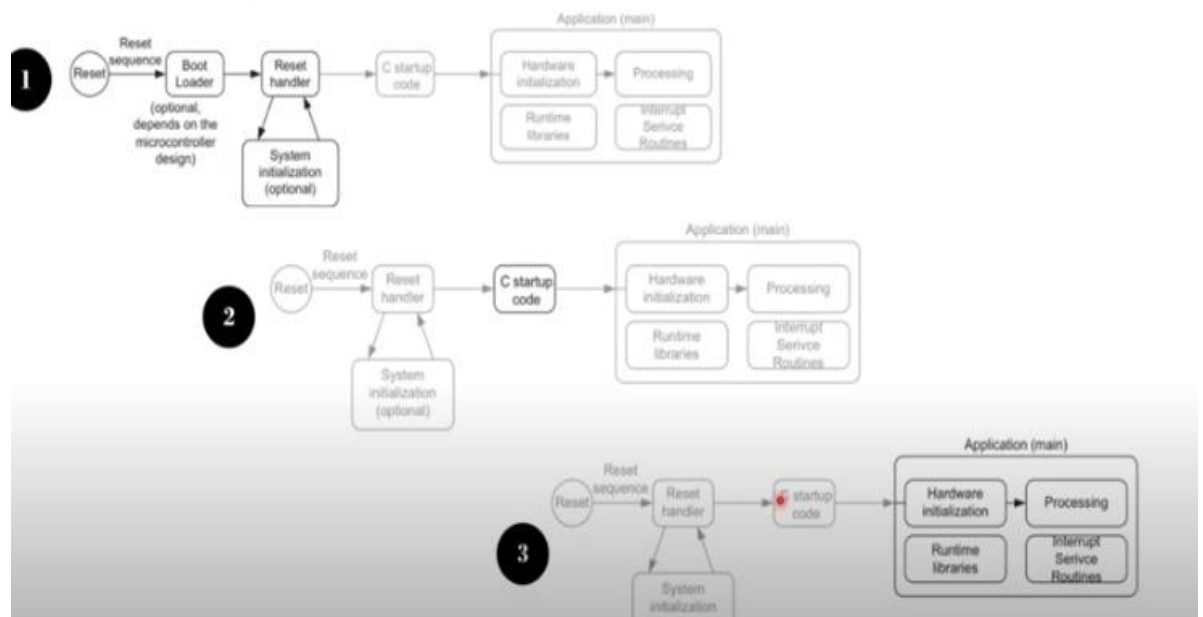 Application (main)
1
Reset
Reset
sequence
Boot
Loader
Reset
handler
C startup
code
Hardware
initialization
Processing
(optional,
depends on the
microcontroller
design)
System
initialization
(optional)
Runtime
libraries
Interrupt
Serivce
Routines
Application (main)
2
Reset
Reset
sequence
Reset
handler
C startup
code
Hardware
initialization
Processing
System
initialization
(optional)
Runtime
libraries
Interrupt
Serivce
Routines
Application (main)
3
Reset
Reset
sequence
Reset
handler
C startup
code
Hardware
initialization
Processing
System
initialization
Runtime
libraries
Interrupt
Serivce
Routines